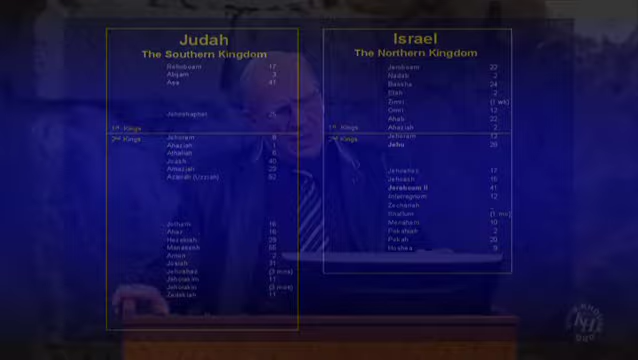 Judah
The Southern Kingdom
Rehoboam 17
Abijam 3
Asa 41
Jehoshaphat 25
1st Kings
2nd Kings
Jehoram 8
Ahaziah 1
Athaliah 6
Joash 40
Amaziah 29
Azariah (Uzziah) 52
Jotham 16
Ahaz 16
Hezekiah 29
Manasseh 55
Amon 2
Josiah 31
Jehoahaz (3 mos)
Jehoiakim 11
Jehoiakin (3 mos)
Zedekiah 11
Israel
The Northern Kingdom
Jeroboam 22
Nadab 2
Baasha 24
Elah 2
Zimri (1 wk)
Omri 12
Ahab 22
1st Kings Ahaziah 2
2nd Kings Jehoram 12
Jehu 28
Jehoahaz 17
Jehoash 16
Jeroboam II 41
Interregnum 12
Zechariah
Shallum (1 mo)
Menahem 10
Pekahiah 2
Pekah 20
Hoshea 9